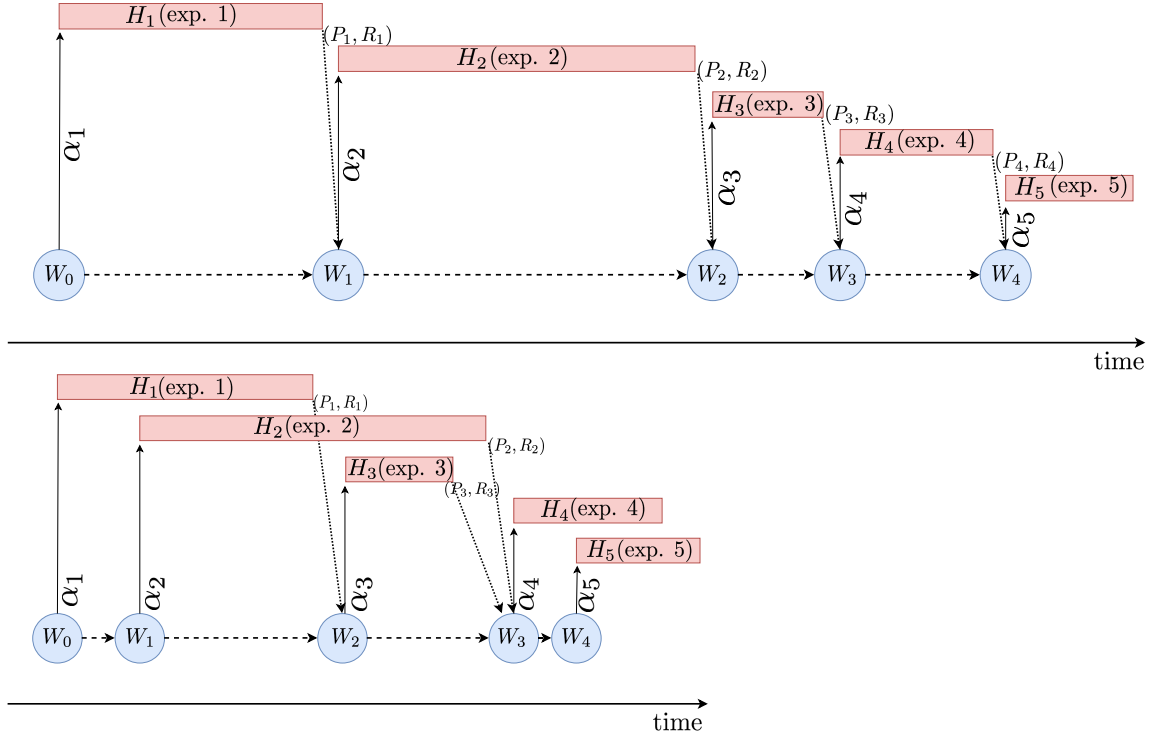 H₁(exp. 1)
(P₁, R₁)
H₂(exp. 2)
(P₂, R₂)
H₃(exp. 3)
(P₃, R₃)
H₄(exp. 4)
(P₄, R₄)
H₅(exp. 5)
α₁
α₂
α₃
α₄
α₅
W₀
W₁
W₂
W₃
W₄
time
H₁(exp. 1)
(P₁, R₁)
H₂(exp. 2)
(P₂, R₂)
H₃(exp. 3)
(P₃, R₃)
H₄(exp. 4)
H₅(exp. 5)
α₁
α₂
α₃
α₄
α₅
W₀
W₁
W₂
W₃
W₄
time